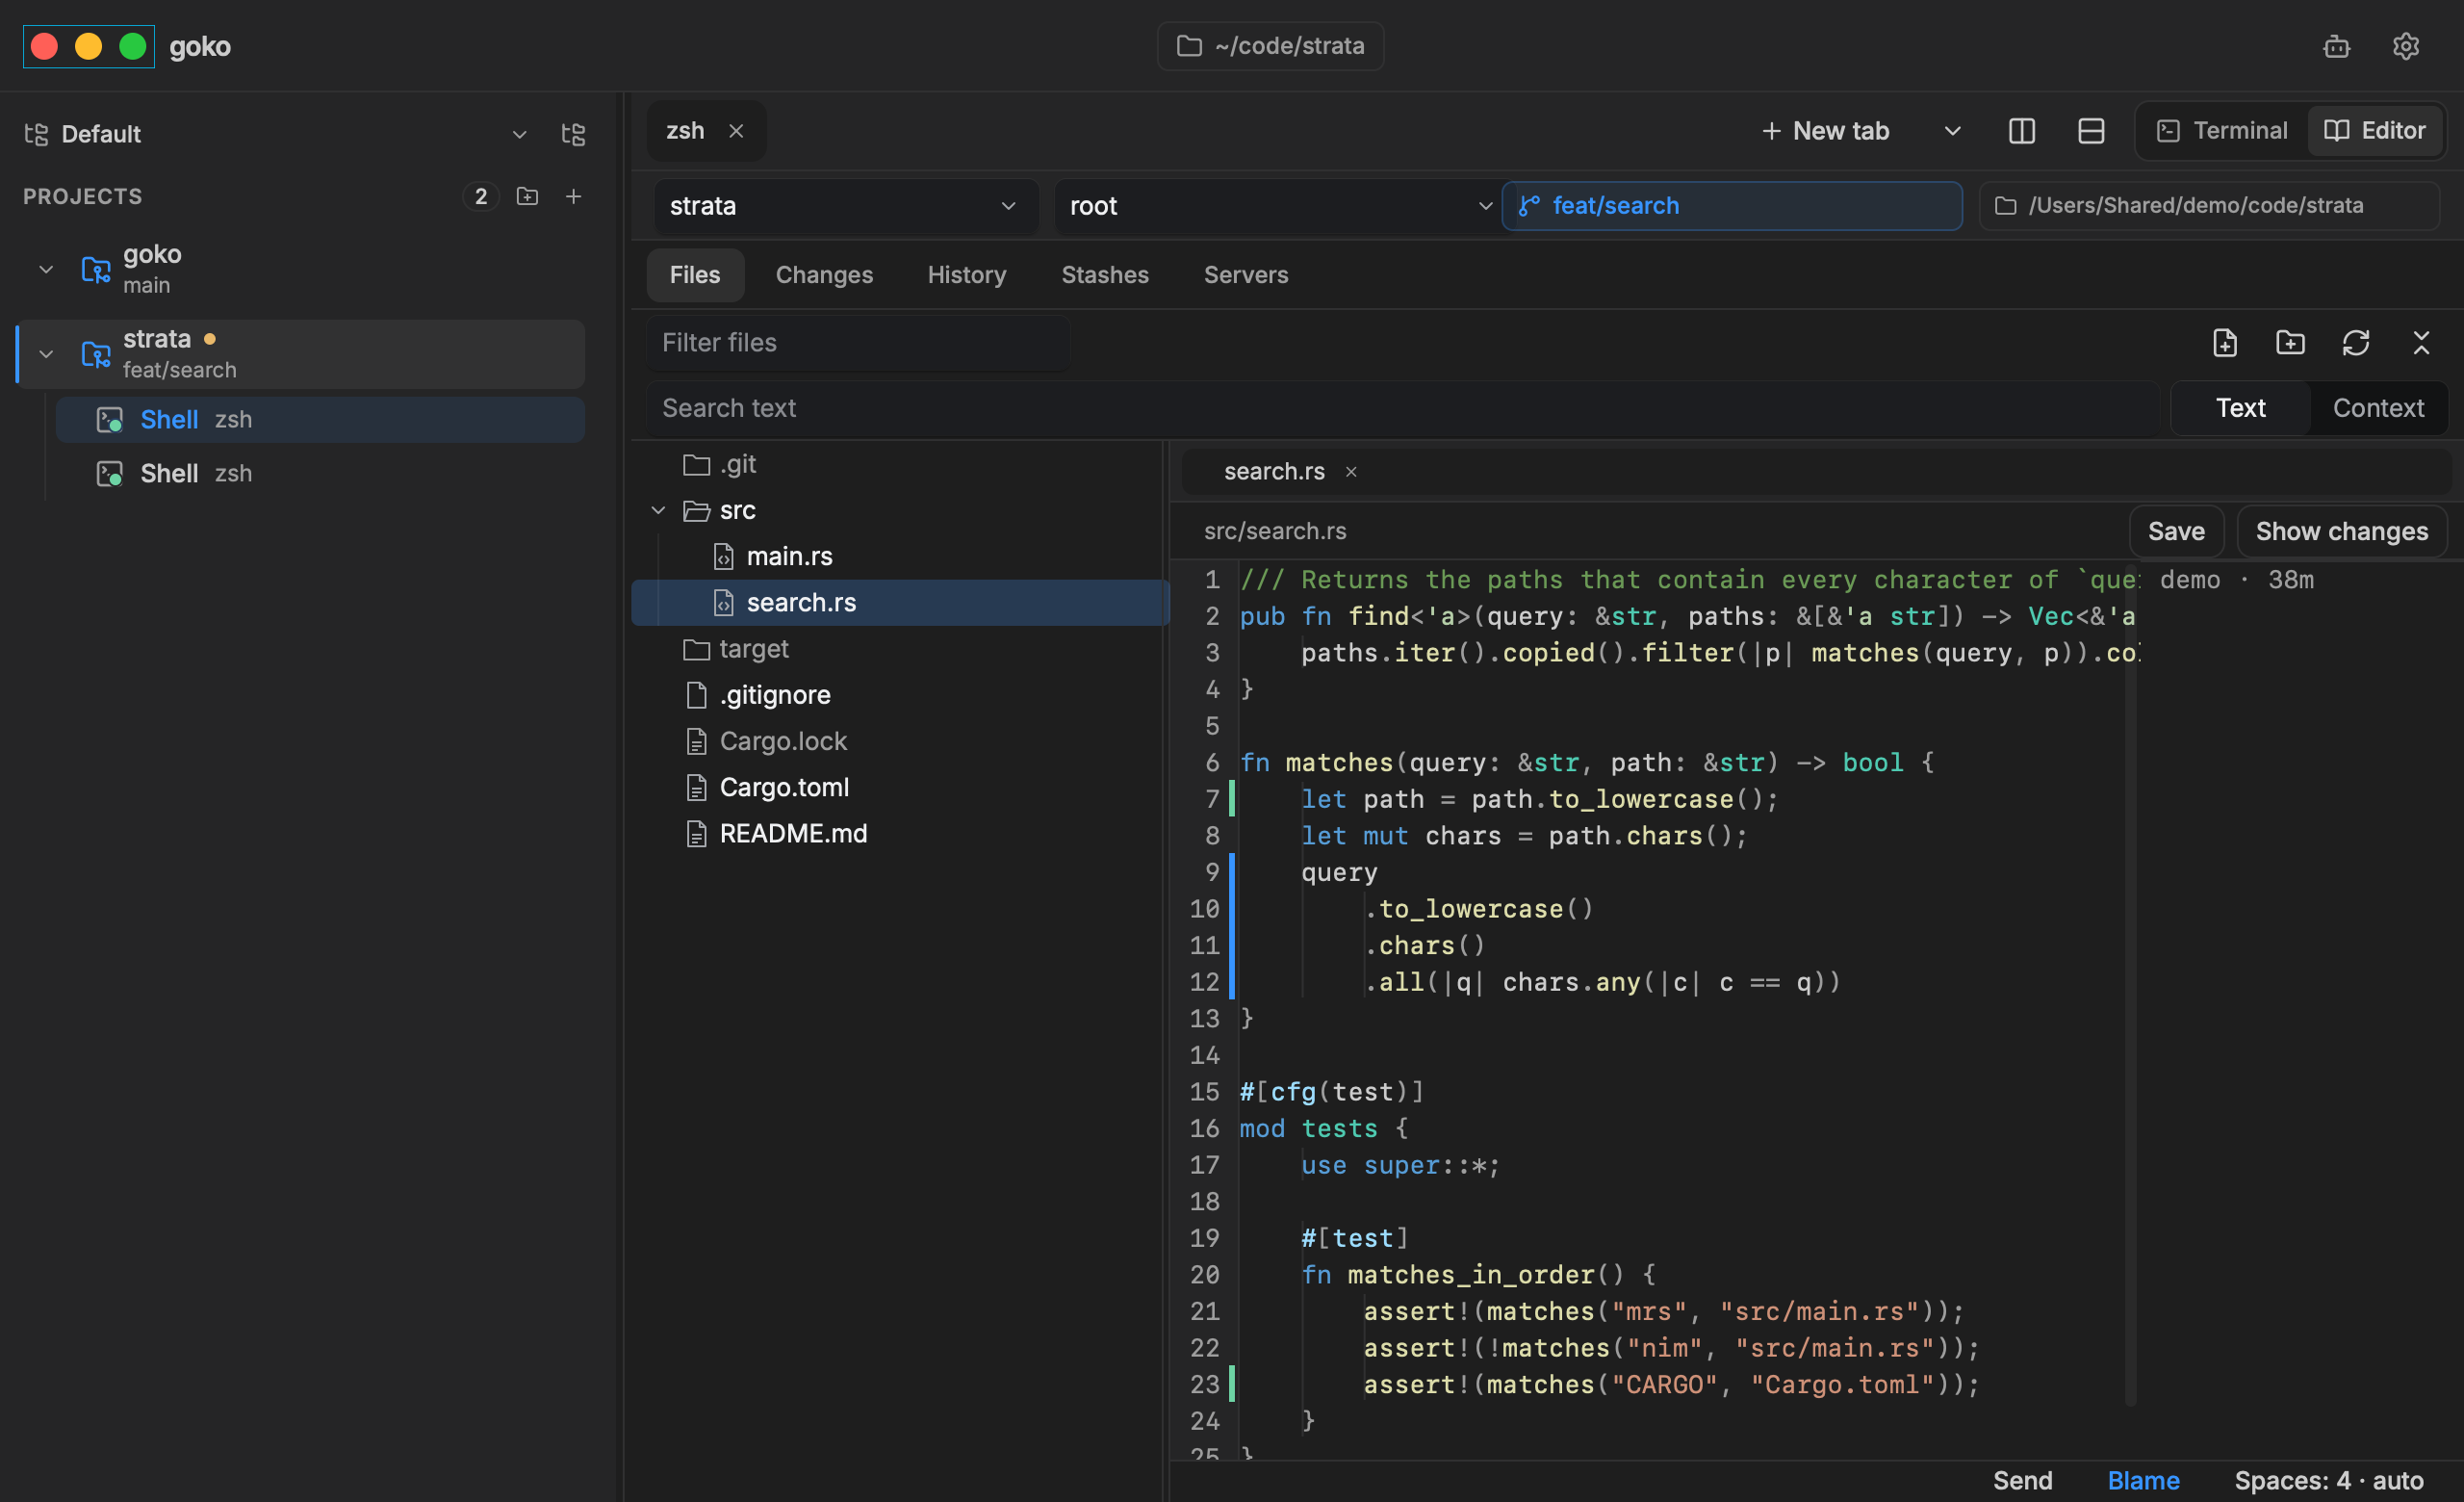 goko
~/code/strata
Default
PROJECTS 2
goko
main
strata
feat/search
Shell zsh
Shell zsh
zsh
New tab
Terminal
Editor
strata
root
feat/search
/Users/Shared/demo/code/strata
Files Changes History Stashes Servers
Filter files
Search text
Text Context
.git
src
main.rs
search.rs
target
.gitignore
Cargo.lock
Cargo.toml
README.md
search.rs
src/search.rs
Save Show changes
1 /// Returns the paths that contain every character of `que demo · 38m
2 pub fn find<'a>(query: &str, paths: &[&'a str]) -> Vec<&'a
3 paths.iter().copied().filter(|p| matches(query, p)).co
4 }
5
6 fn matches(query: &str, path: &str) -> bool {
7 let path = path.to_lowercase();
8 let mut chars = path.chars();
9 query
10 .to_lowercase()
11 .chars()
12 .all(|q| chars.any(|c| c == q))
13 }
14
15 #[cfg(test)]
16 mod tests {
17 use super::*;
18
19 #[test]
20 fn matches_in_order() {
21 assert!(matches("mrs", "src/main.rs"));
22 assert!(!matches("nim", "src/main.rs"));
23 assert!(matches("CARGO", "Cargo.toml"));
24 }
25 }
Send Blame Spaces: 4 · auto